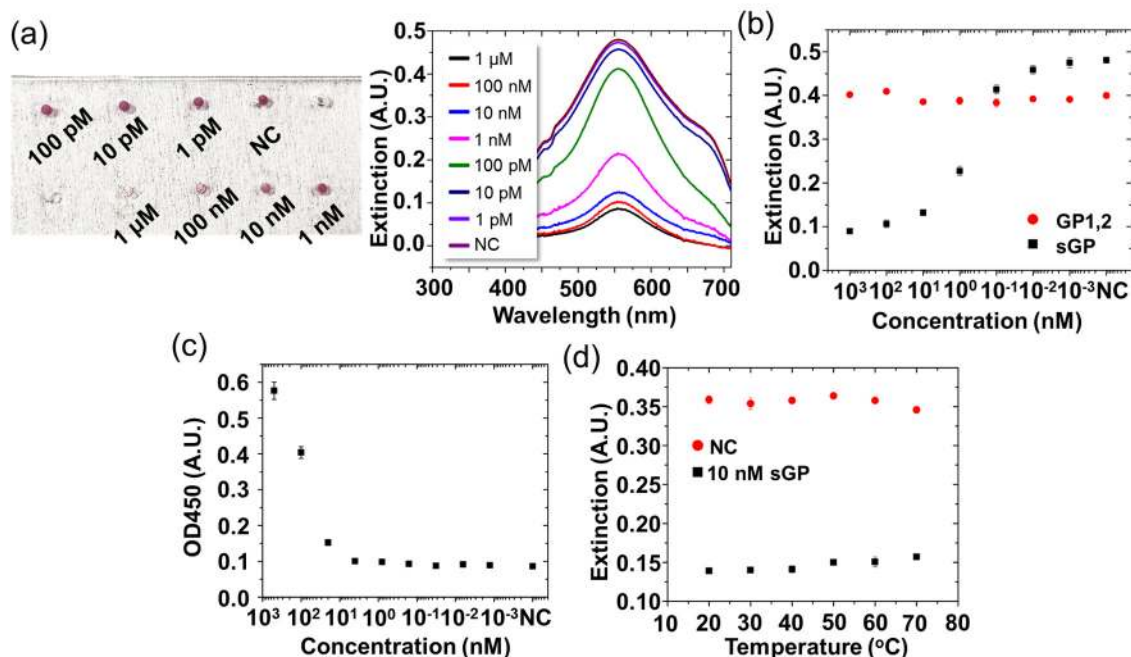 (a)
100 pM
10 pM
1 pM
NC
1 µM
100 nM
10 nM
1 nM
Extinction (A.U.)
0.5
0.4
0.3
0.2
0.1
0.0
1 µM
100 nM
10 nM
1 nM
100 pM
10 pM
1 pM
NC
300 400 500 600 700
Wavelength (nm)
(b)
Extinction (A.U.)
0.5
0.4
0.3
0.2
0.1
0.0
GP1,2
sGP
10³ 10² 10¹ 10⁰ 10⁻¹ 10⁻² 10⁻³ NC
Concentration (nM)
(c)
OD450 (A.U.)
0.6
0.5
0.4
0.3
0.2
0.1
0.0
10³ 10² 10¹ 10⁰ 10⁻¹ 10⁻² 10⁻³ NC
Concentration (nM)
(d)
Extinction (A.U.)
0.40
0.35
0.30
0.25
0.20
0.15
0.10
NC
10 nM sGP
10 20 30 40 50 60 70 80
Temperature (ºC)